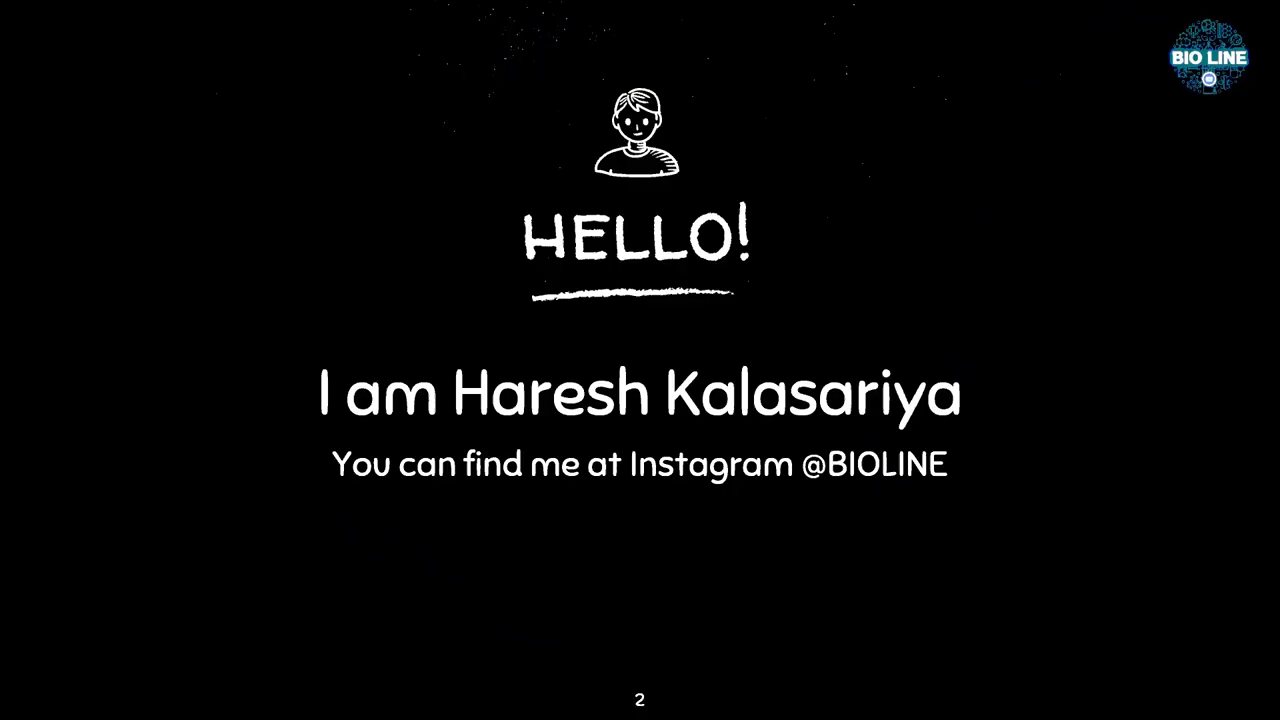 BIO LINE
HELLO!
I am Haresh Kalasariya
You can find me at Instagram @BIOLINE
2